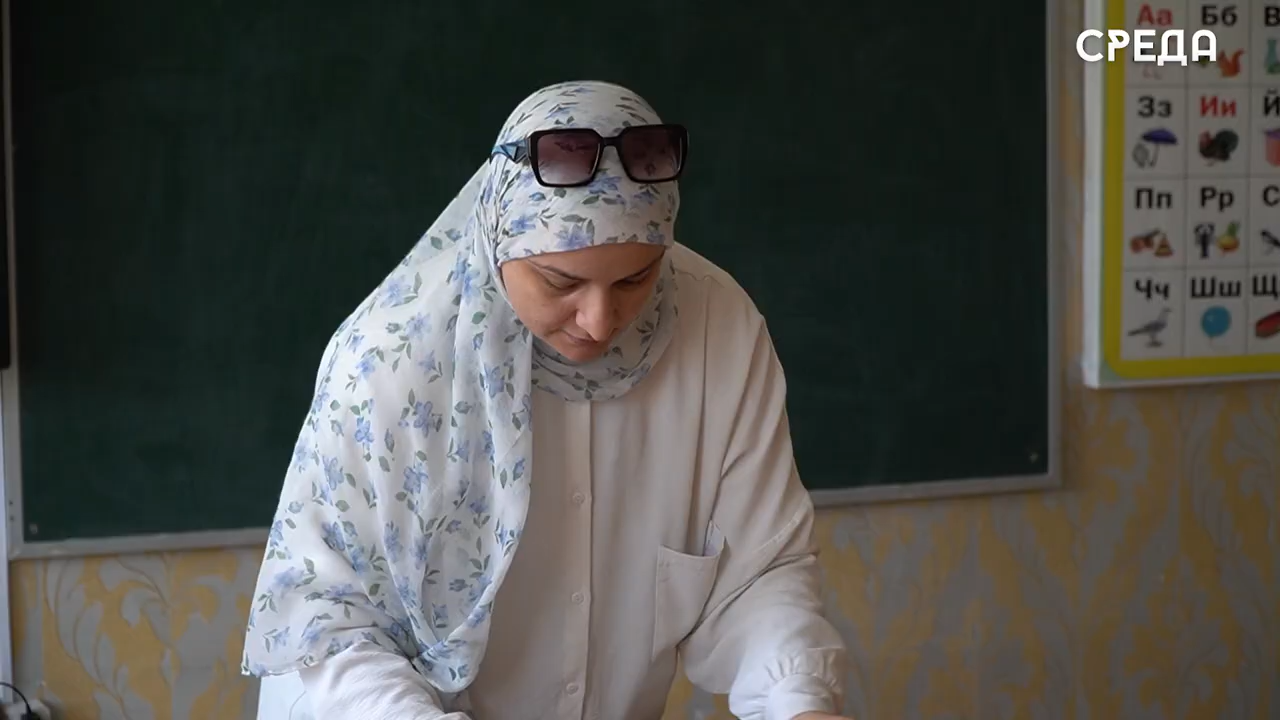 СРЕДА
Аа Бб В
Зз Ии Й
Пп Рр С
Чч Шш Щ